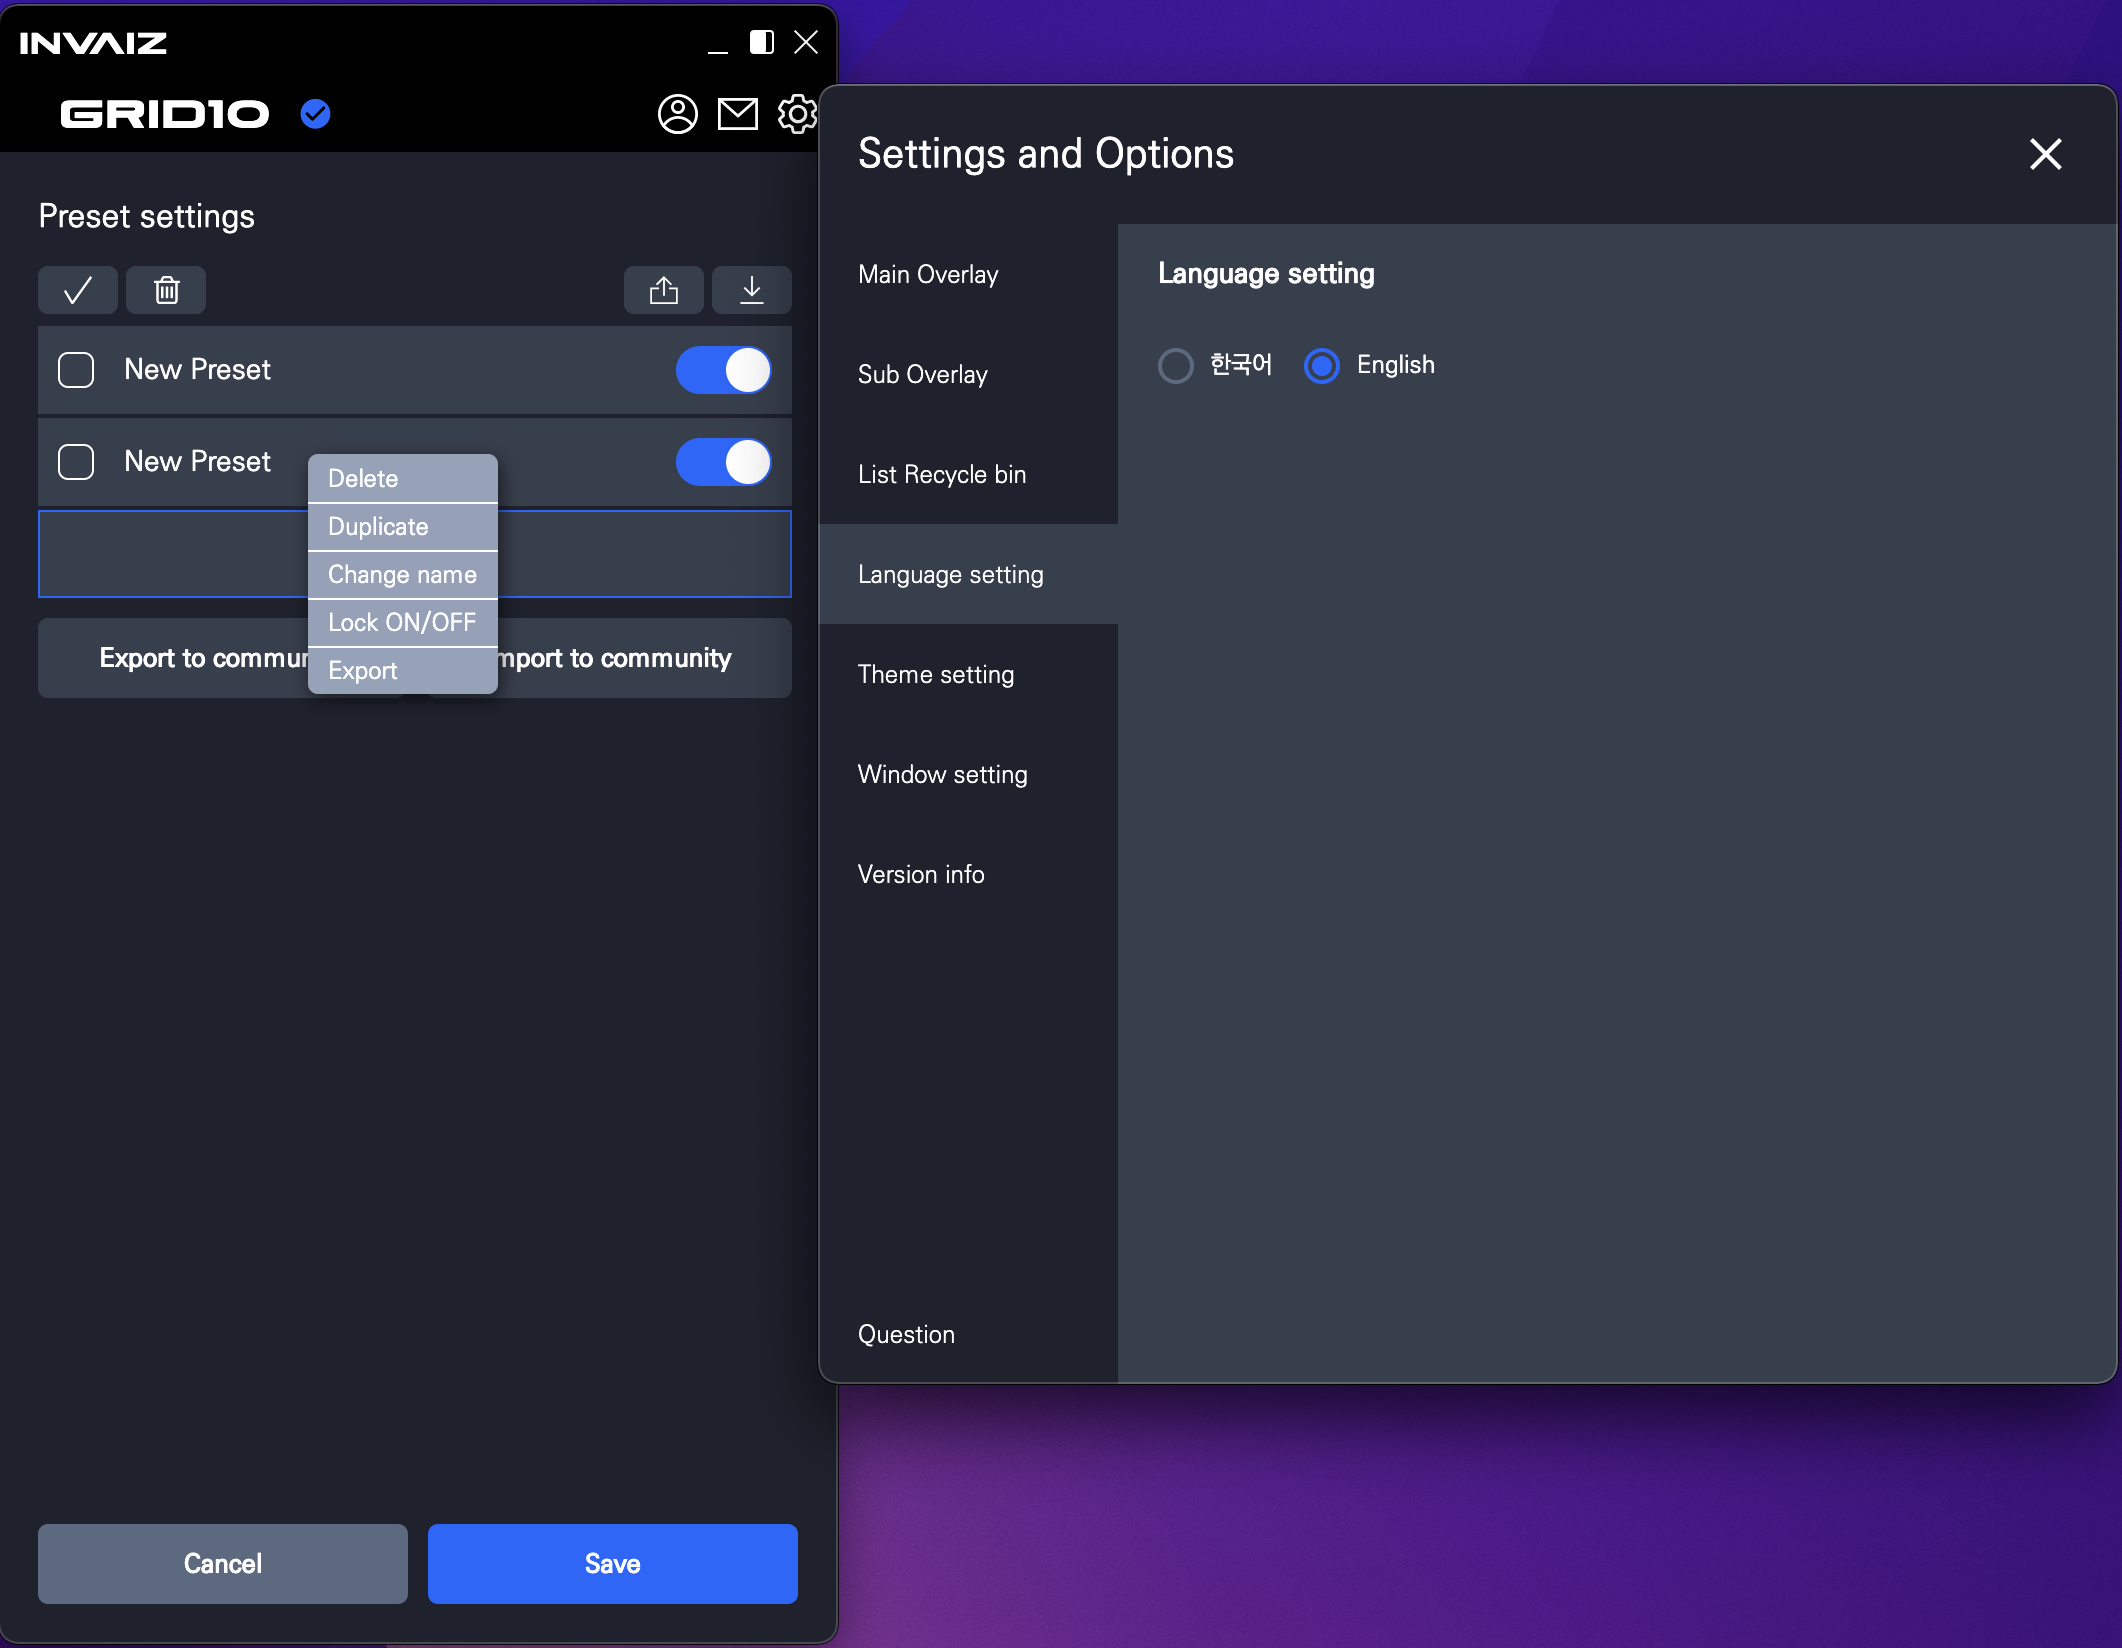 INVAIZ
GRID10
Preset settings
New Preset
New Preset
Delete
Duplicate
Change name
Lock ON/OFF
Export
Export to commun
mport to community
Cancel
Save
Settings and Options
Main Overlay
Sub Overlay
List Recycle bin
Language setting
Theme setting
Window setting
Version info
Question
Language setting
한국어
English